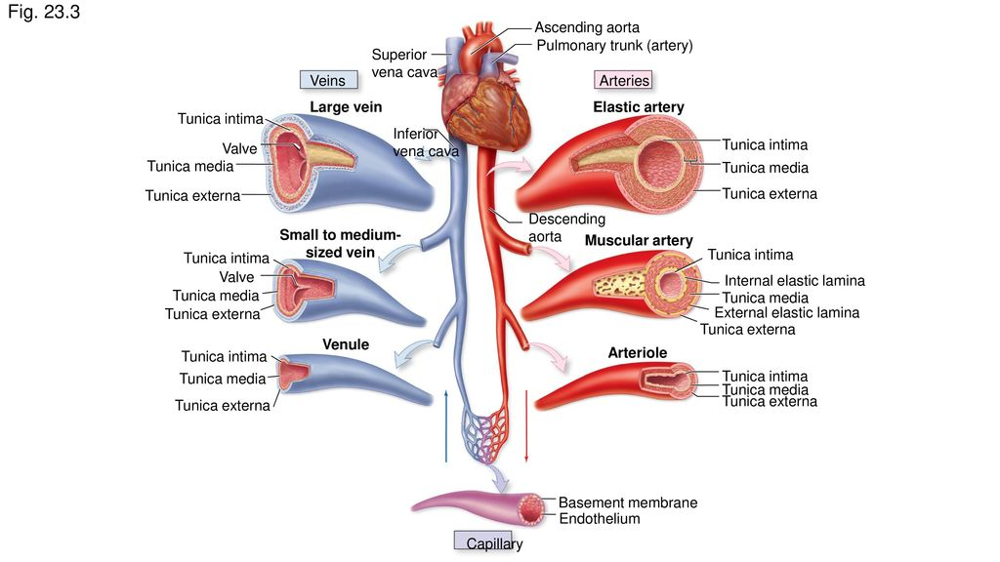 Fig. 23.3
Ascending aorta
Pulmonary trunk (artery)
Superior
vena cava
Veins
Arteries
Large vein
Tunica intima
Valve
Tunica media
Tunica externa
Inferior
vena cava
Elastic artery
Tunica intima
Tunica media
Tunica externa
Descending
aorta
Small to medium-
sized vein
Tunica intima
Valve
Tunica media
Tunica externa
Muscular artery
Tunica intima
Internal elastic lamina
Tunica media
External elastic lamina
Tunica externa
Venule
Tunica intima
Tunica media
Tunica externa
Arteriole
Tunica intima
Tunica media
Tunica externa
Basement membrane
Endothelium
Capillary